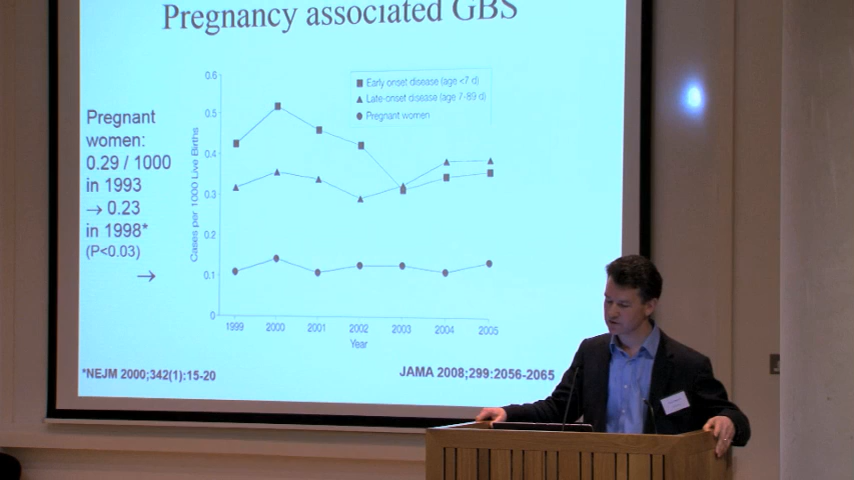 Pregnancy associated GBS
Pregnant
women:
0.29 / 1000
in 1993
→ 0.23
in 1998*
(P<0.03)
→
Cases per 1000 Live Births
0.6
0.5
0.4
0.3
0.2
0.1
0
Early onset disease (age <7 d)
Late-onset disease (age 7-89 d)
Pregnant women
1999 2000 2001 2002 2003 2004 2005
Year
*NEJM 2000;342(1):15-20
JAMA 2008;299:2056-2065